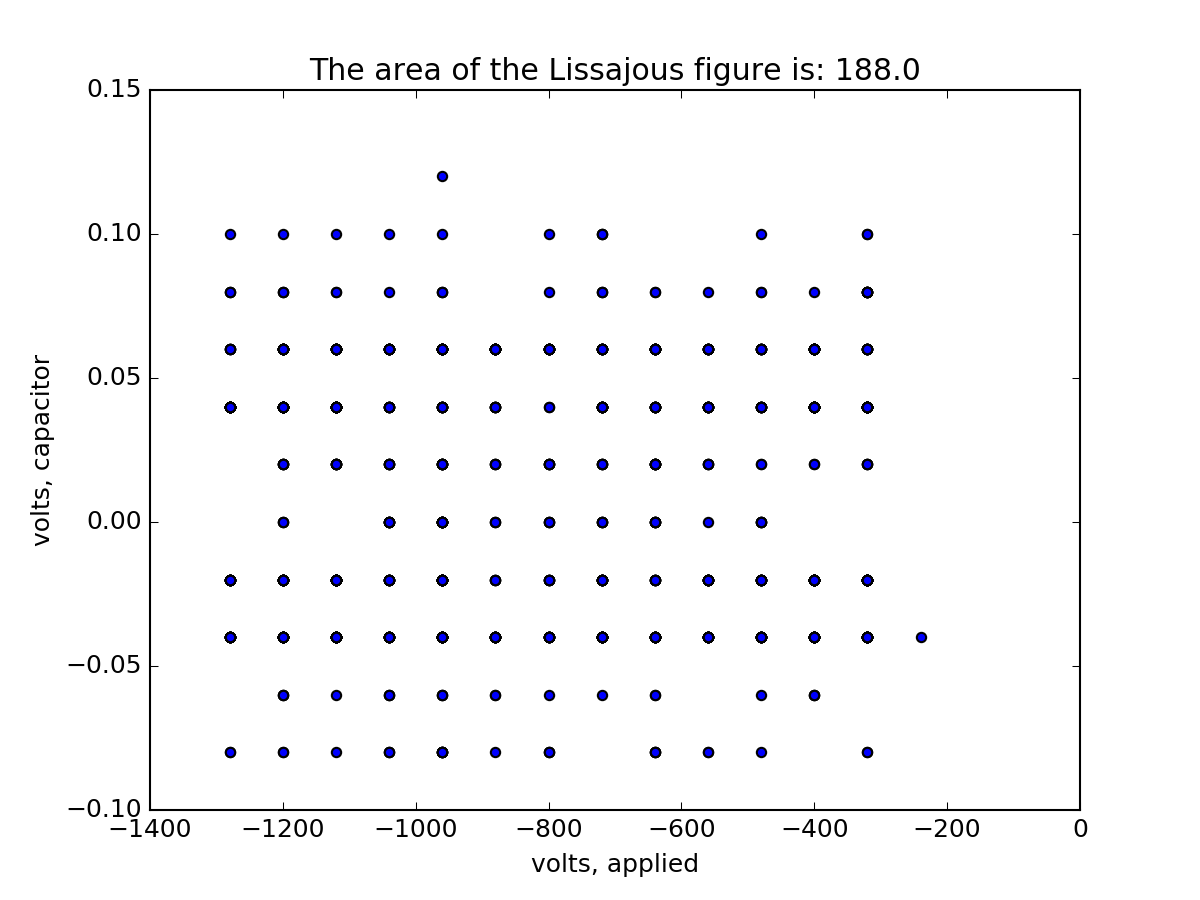 The area of the Lissajous figure is: 188.0
0.15
0.10
0.05
0.00
−0.05
−0.10
volts, capacitor
−1400 −1200 −1000 −800 −600 −400 −200 0
volts, applied